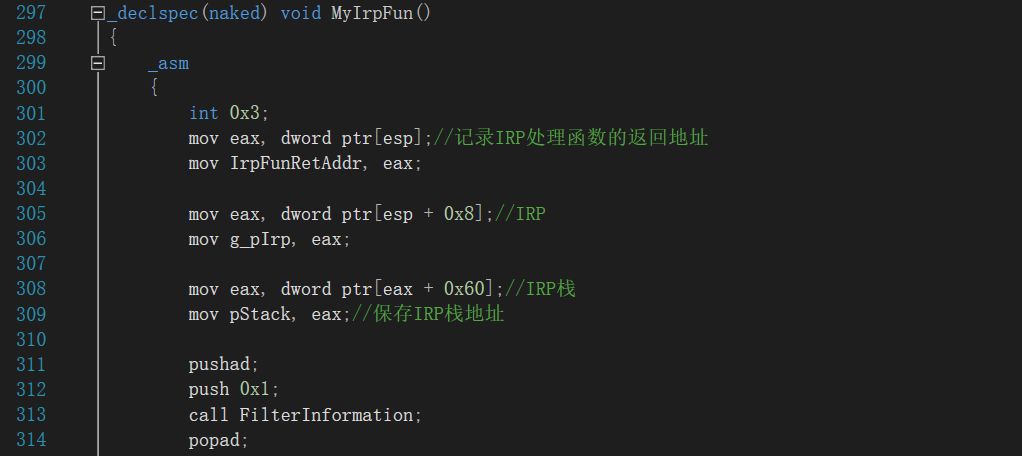 297 _declspec(naked) void MyIrpFun()
298 {
299 _asm
300 {
301 int 0x3;
302 mov eax, dword ptr[esp];//记录IRP处理函数的返回地址
303 mov IrpFunRetAddr, eax;
304
305 mov eax, dword ptr[esp + 0x8];//IRP
306 mov g_pIrp, eax;
307
308 mov eax, dword ptr[eax + 0x60];//IRP栈
309 mov pStack, eax;//保存IRP栈地址
310
311 pushad;
312 push 0x1;
313 call FilterInformation;
314 popad;